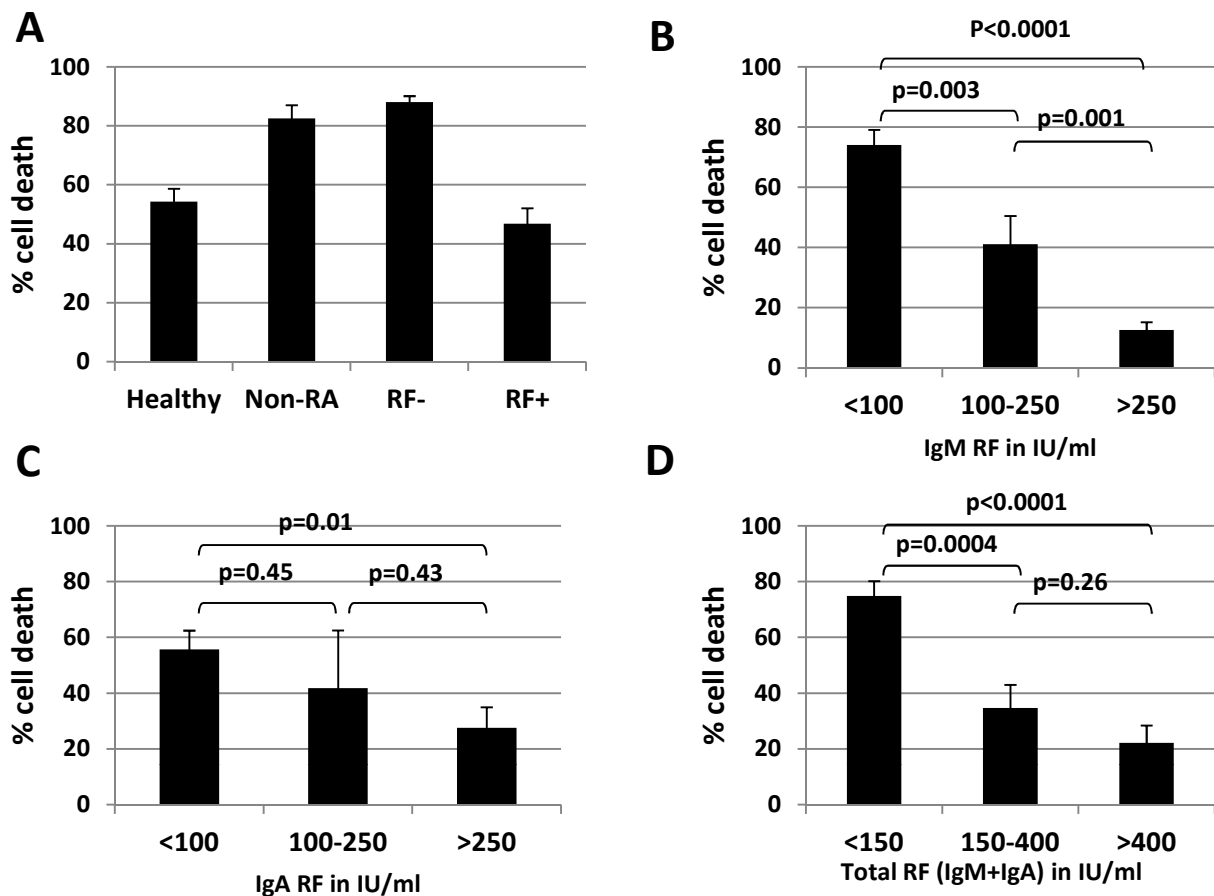 A
% cell death
100
80
60
40
20
0
Healthy Non-RA RF- RF+
B
P<0.0001
p=0.003
p=0.001
% cell death
100
80
60
40
20
0
<100 100-250 >250
IgM RF in IU/ml
C
p=0.01
p=0.45 p=0.43
% cell death
100
80
60
40
20
0
<100 100-250 >250
IgA RF in IU/ml
D
p<0.0001
p=0.0004
p=0.26
% cell death
100
80
60
40
20
0
<150 150-400 >400
Total RF (IgM+IgA) in IU/ml